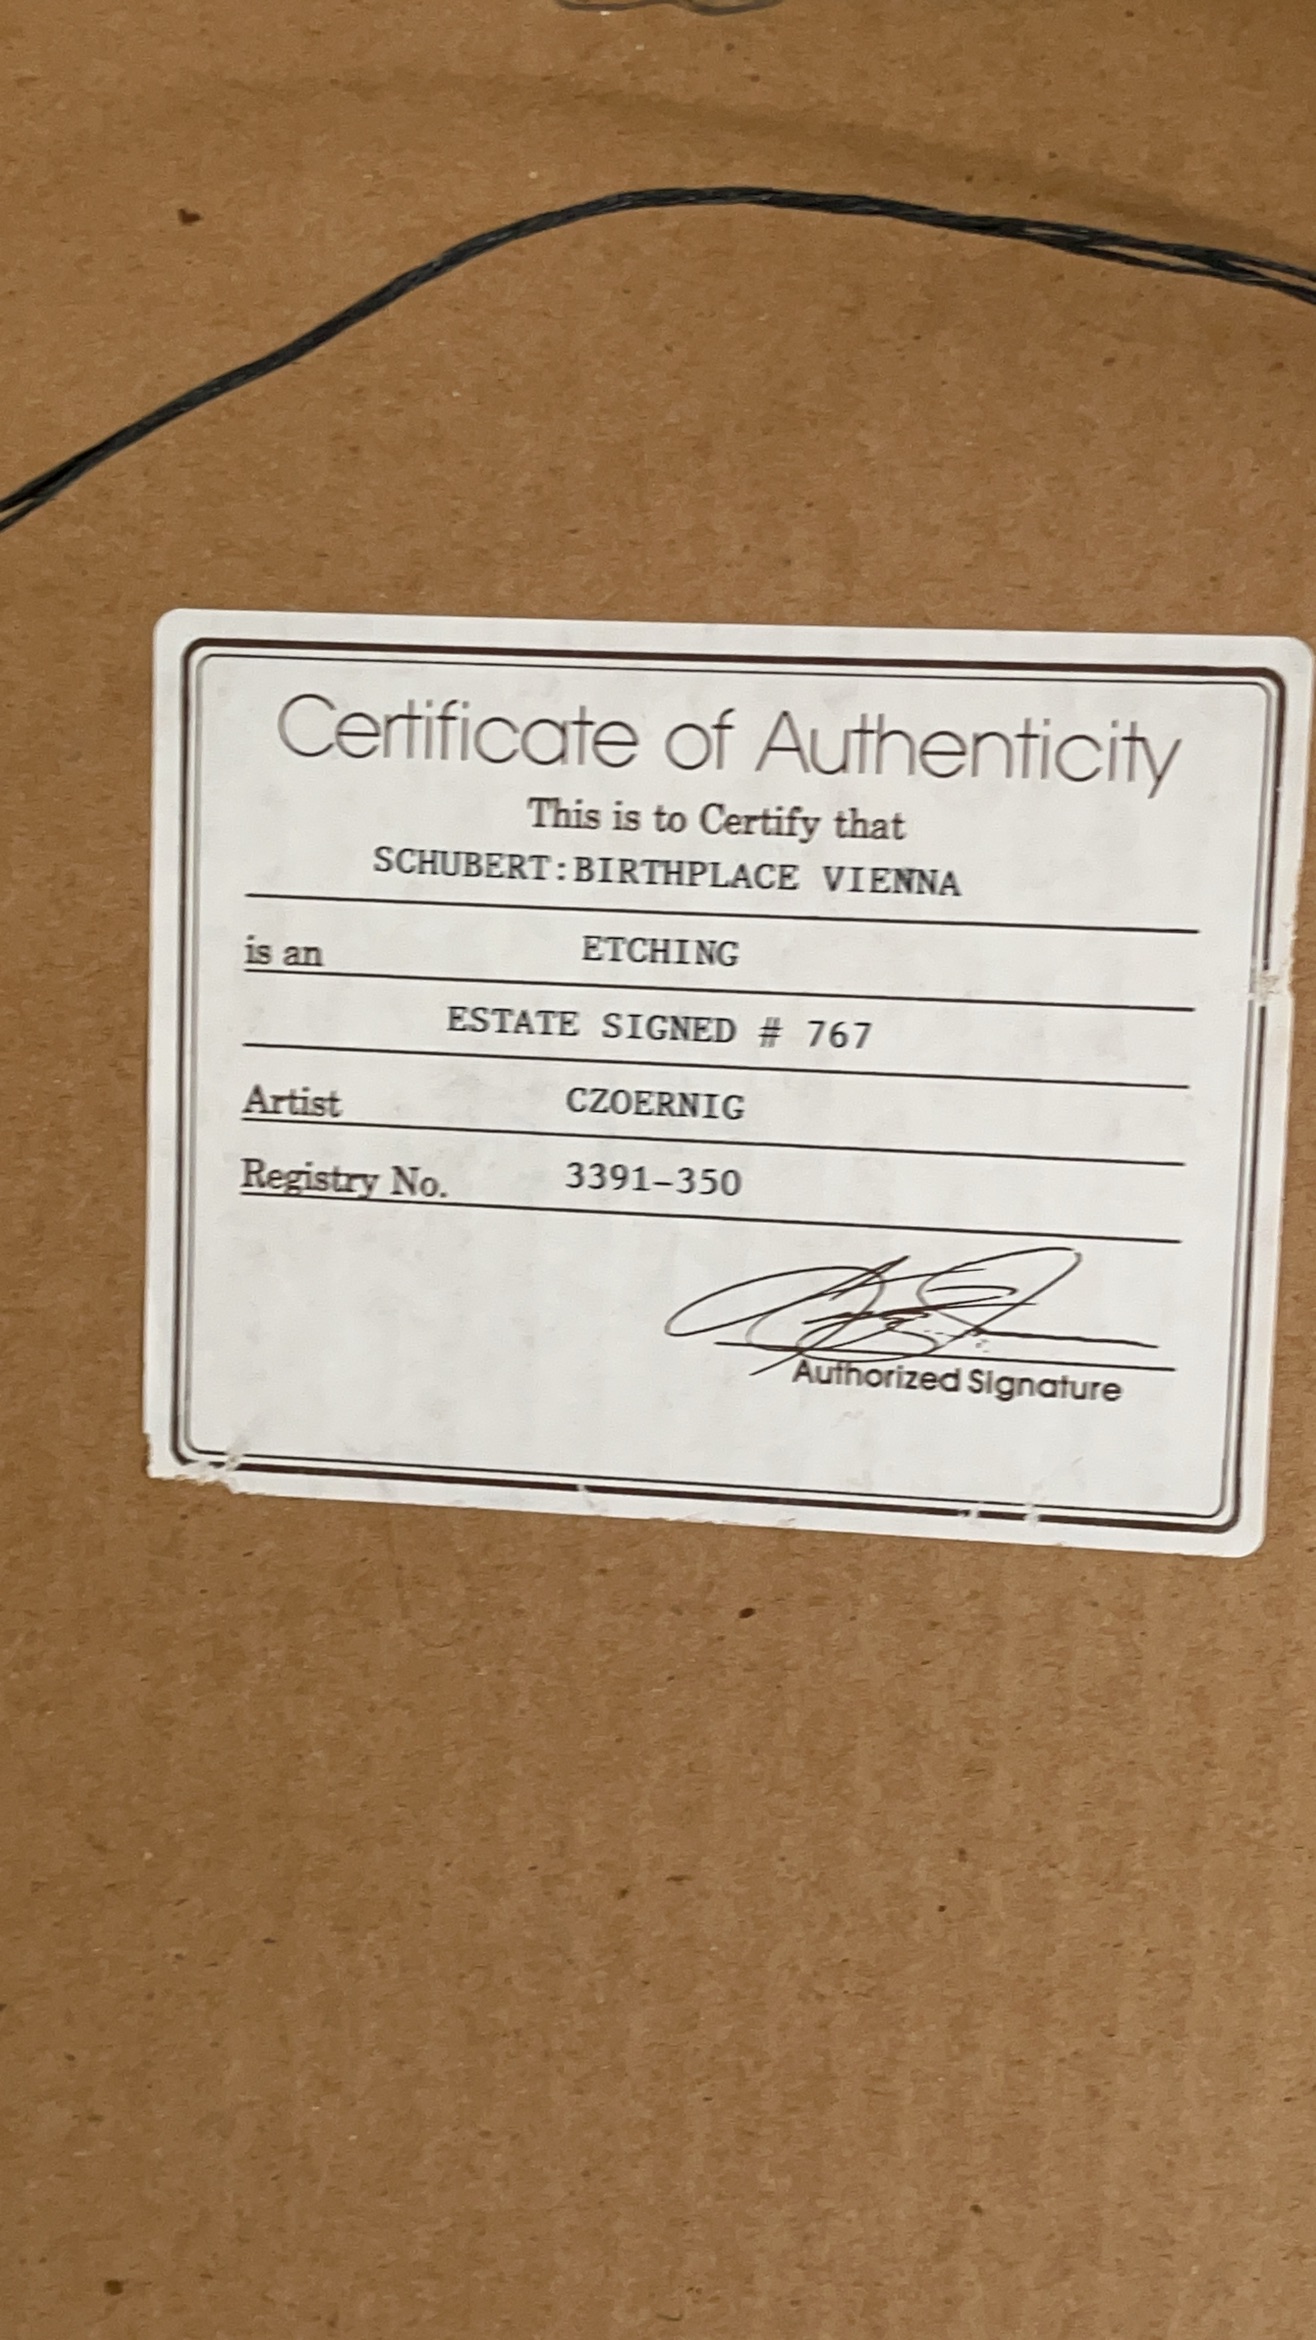 Certificate of Authenticity
This is to Certify that
SCHUBERT:BIRTHPLACE VIENNA
is an ETCHING
ESTATE SIGNED # 767
Artist CZOERNIG
Registry No. 3391-350
Authorized Signature